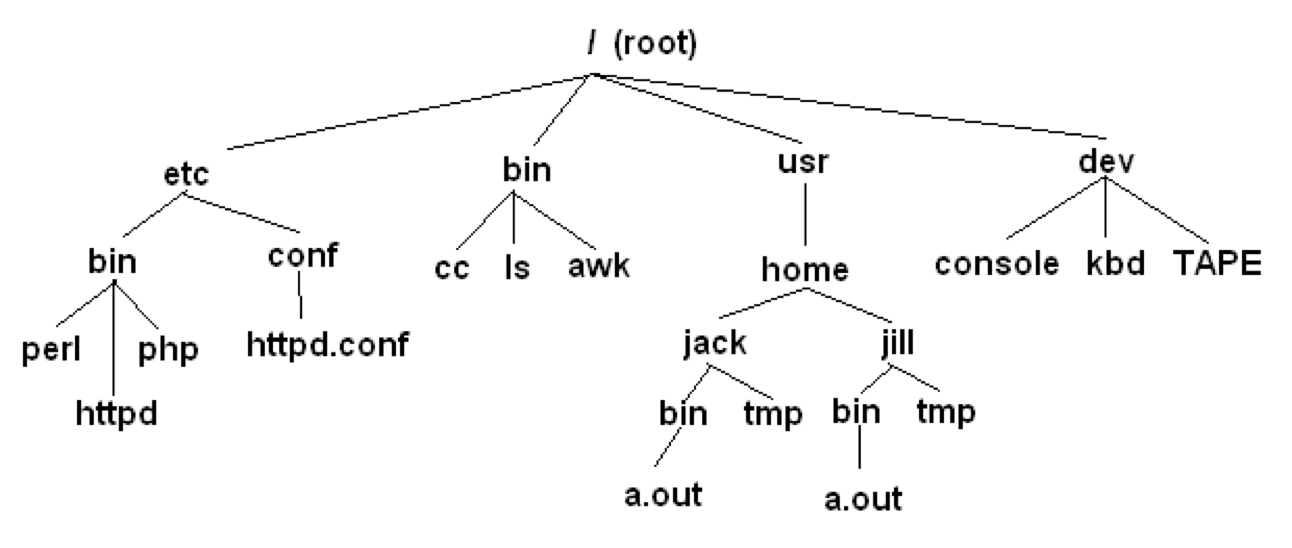 / (root)
etc bin usr dev
bin conf cc ls awk home console kbd TAPE
perl php httpd.conf jack jill
httpd bin tmp bin tmp
a.out a.out